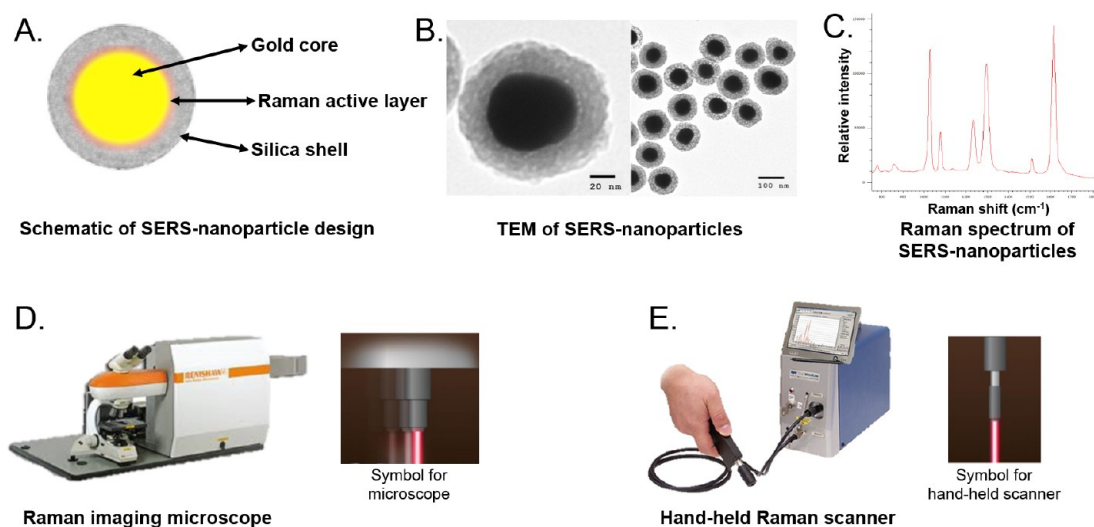 A.
Gold core
Raman active layer
Silica shell
Schematic of SERS-nanoparticle design
B.
20 nm
100 nm
TEM of SERS-nanoparticles
C.
Relative intensity
Raman shift (cm⁻¹)
Raman spectrum of
SERS-nanoparticles
D.
RENISHAW
Symbol for
microscope
Raman imaging microscope
E.
Symbol for
hand-held scanner
Hand-held Raman scanner